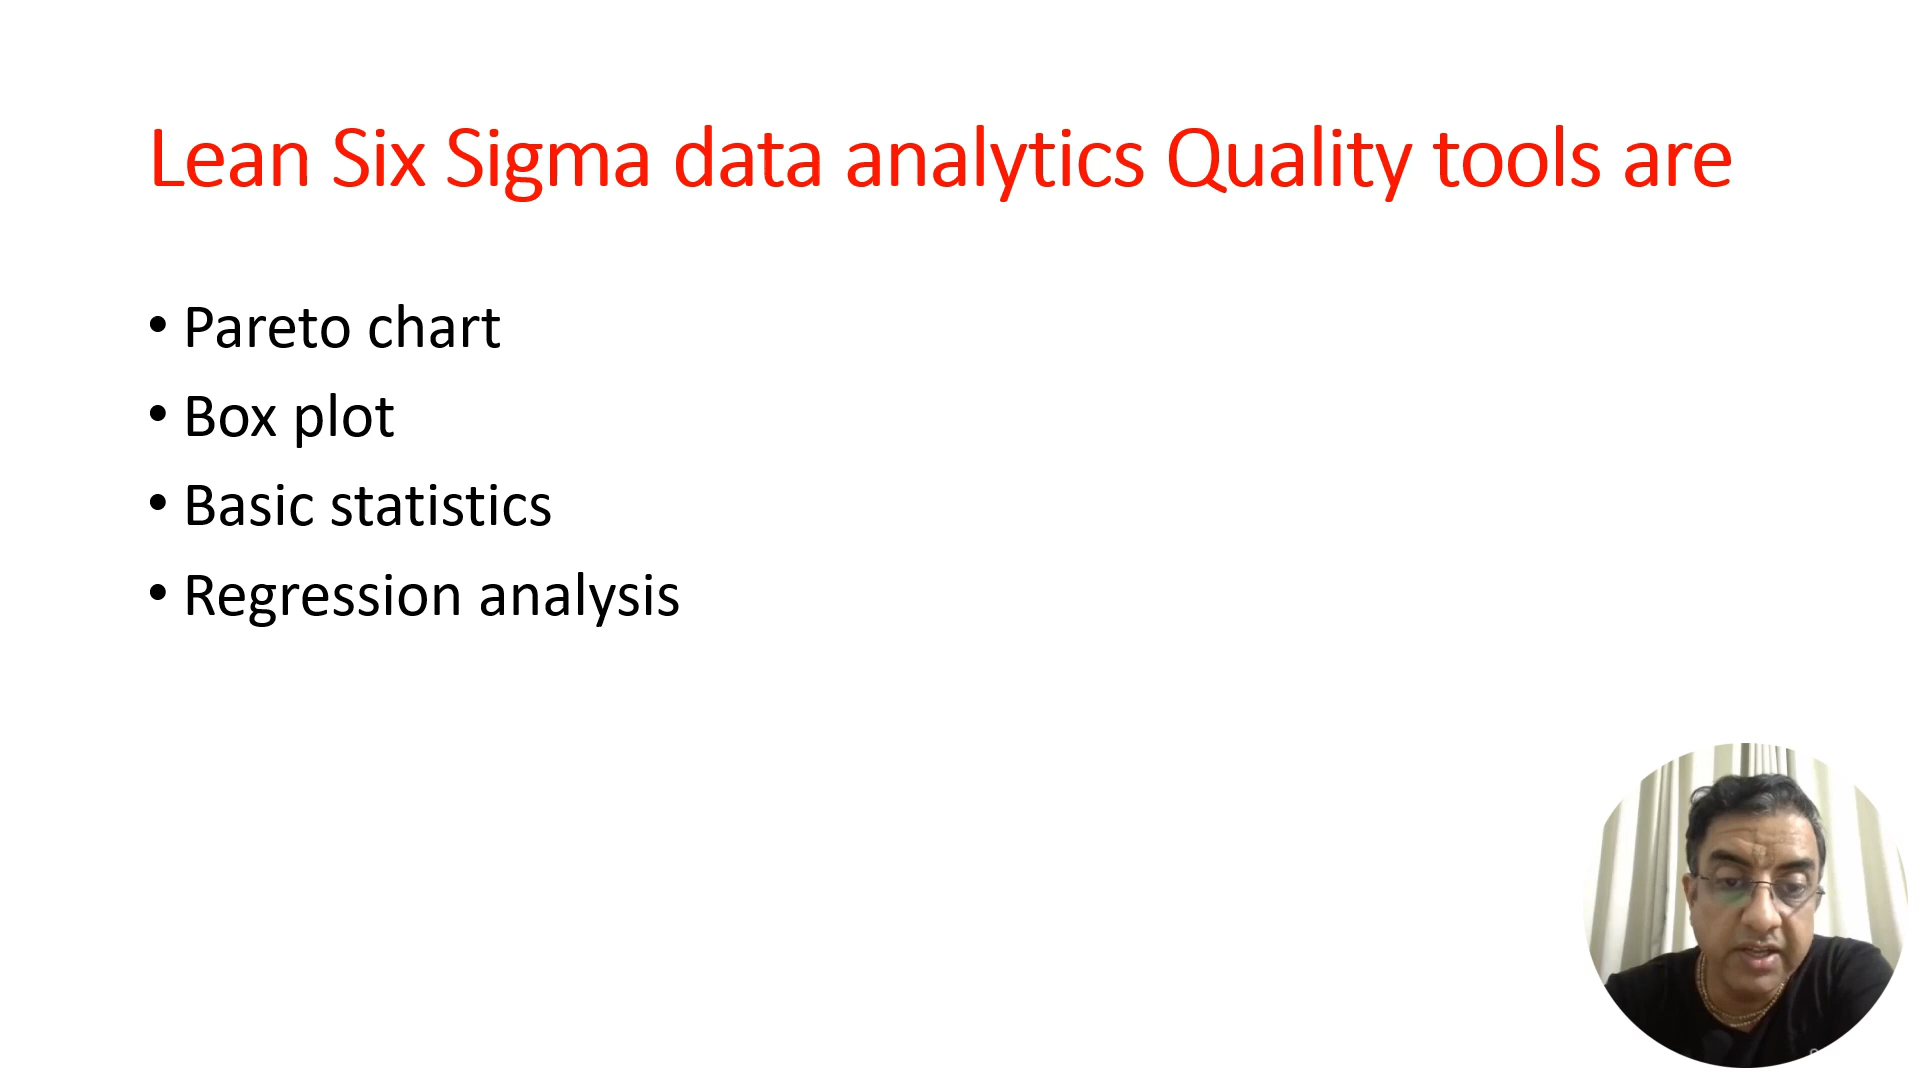 Lean Six Sigma data analytics Quality tools are
• Pareto chart
• Box plot
• Basic statistics
• Regression analysis